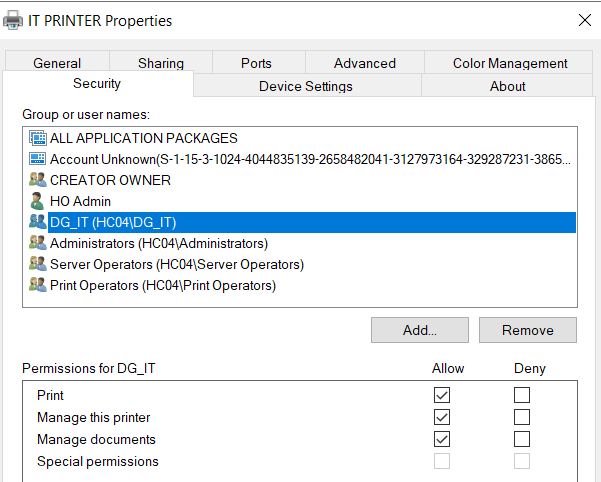 IT PRINTER Properties
General Sharing Ports Advanced Color Management
Security Device Settings About
Group or user names:
ALL APPLICATION PACKAGES
Account Unknown(S-1-15-3-1024-4044835139-2658482041-3127973164-329287231-3865...
CREATOR OWNER
HO Admin
DG_IT (HC04\DG_IT)
Administrators (HC04\Administrators)
Server Operators (HC04\Server Operators)
Print Operators (HC04\Print Operators)
Add... Remove
Permissions for DG_IT Allow Deny
Print
Manage this printer
Manage documents
Special permissions